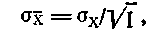 σ_X̅ = σ_X/√I ,